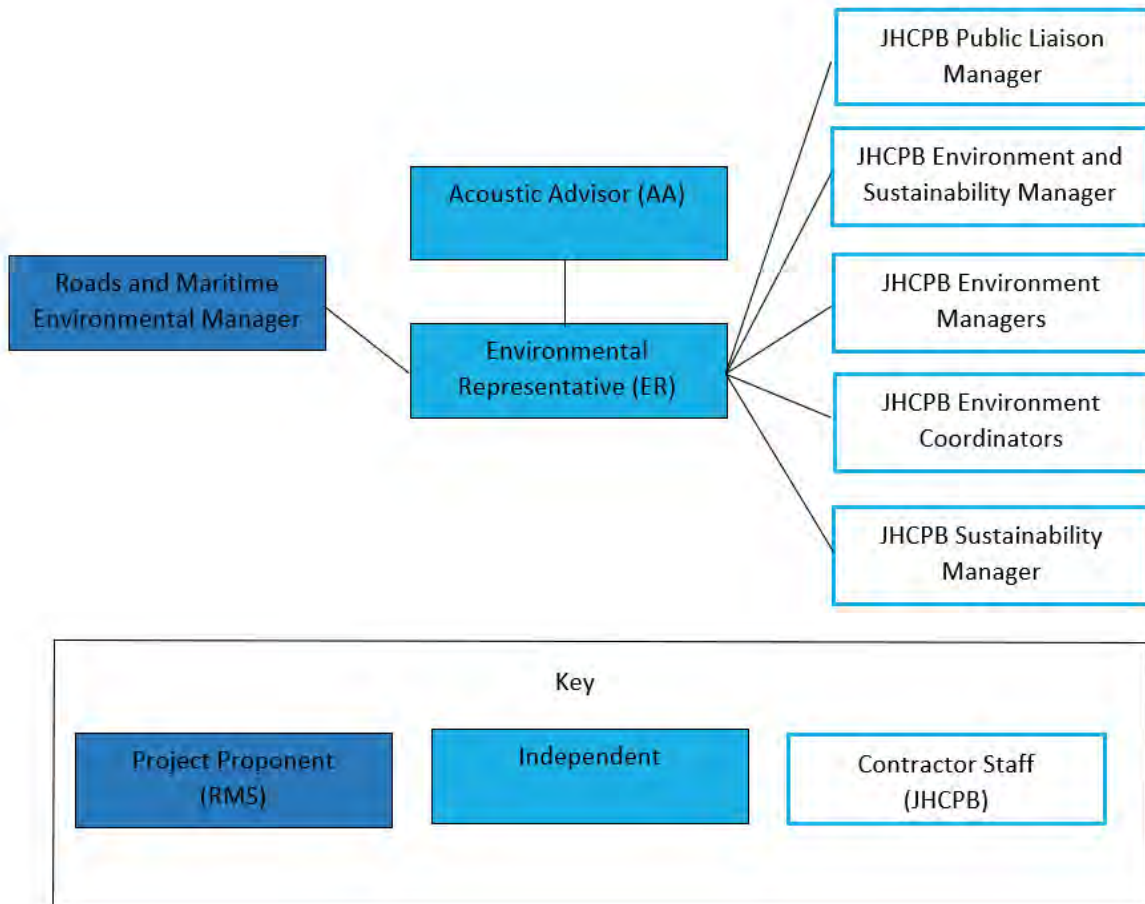 JHCPB Public Liaison
Manager
JHCPB Environment and
Sustainability Manager
Acoustic Advisor (AA)
Roads and Maritime
Environmental Manager
JHCPB Environment
Managers
Environmental
Representative (ER)
JHCPB Environment
Coordinators
JHCPB Sustainability
Manager
Key
Project Proponent
(RMS)
Independent
Contractor Staff
(JHCPB)